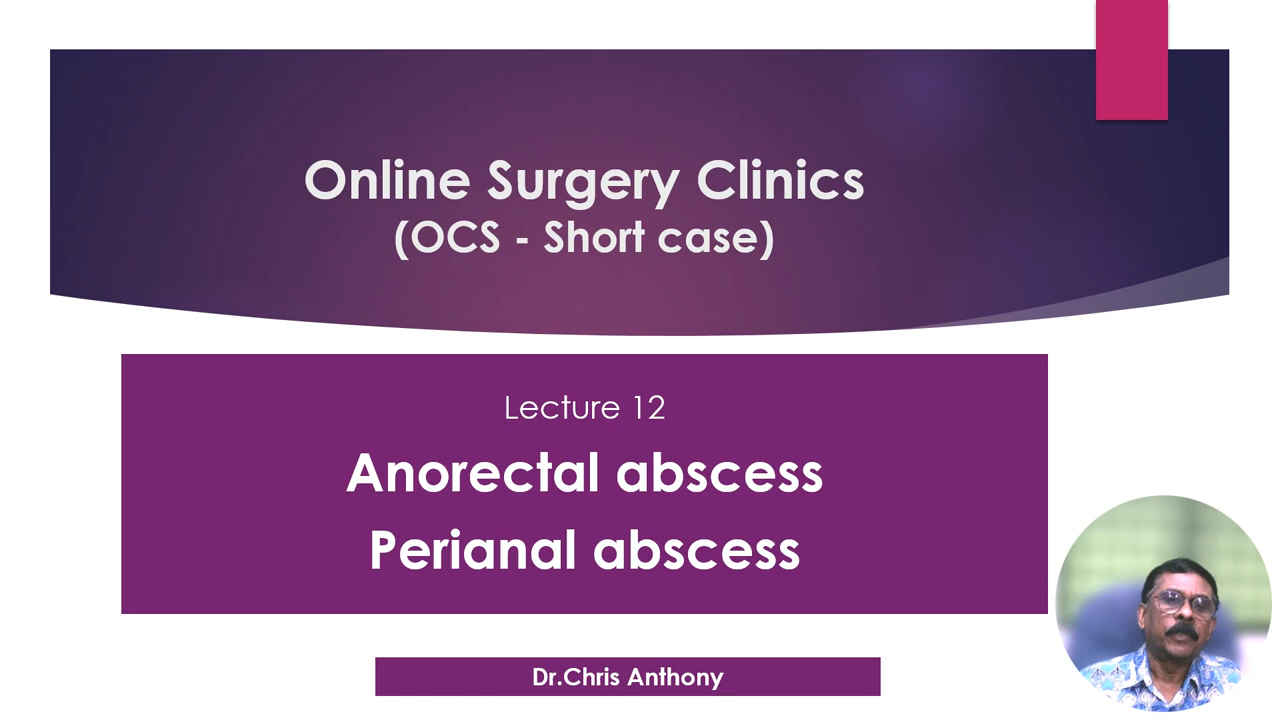 Online Surgery Clinics
(OCS - Short case)
Lecture 12
Anorectal abscess
Perianal abscess
Dr.Chris Anthony